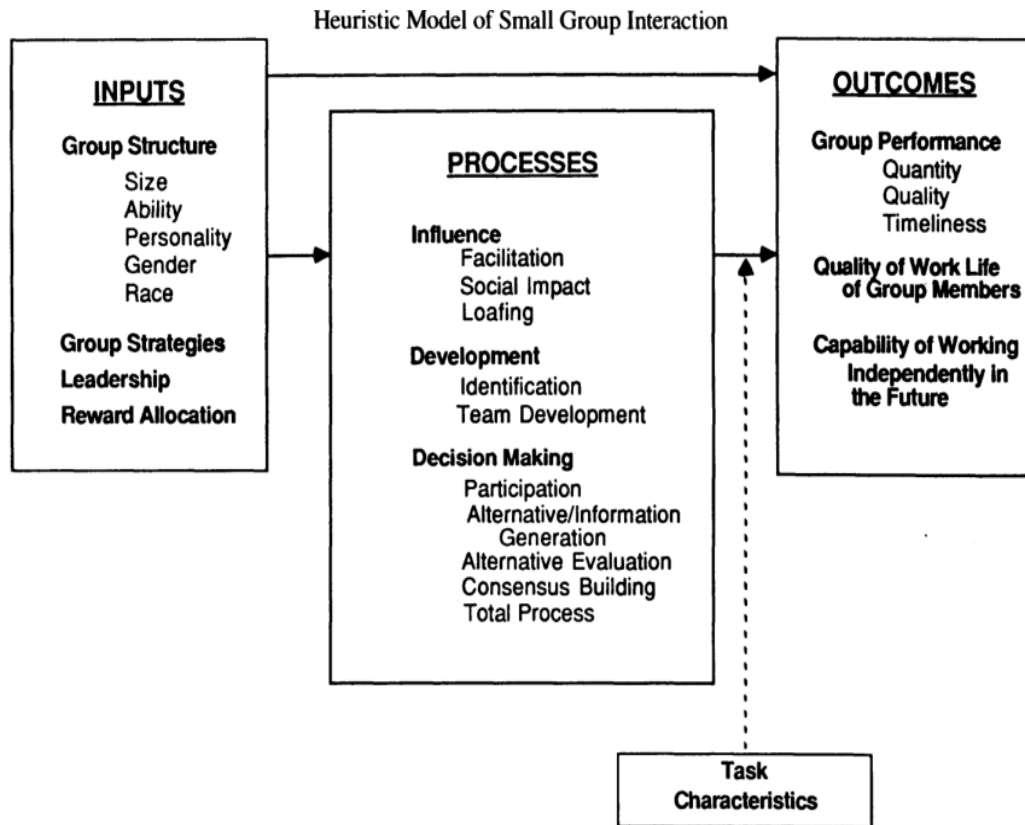 Heuristic Model of Small Group Interaction
INPUTS
Group Structure
Size
Ability
Personality
Gender
Race
Group Strategies
Leadership
Reward Allocation
PROCESSES
Influence
Facilitation
Social Impact
Loafing
Development
Identification
Team Development
Decision Making
Participation
Alternative/Information
Generation
Alternative Evaluation
Consensus Building
Total Process
OUTCOMES
Group Performance
Quantity
Quality
Timeliness
Quality of Work Life
of Group Members
Capability of Working
Independently in
the Future
Task
Characteristics